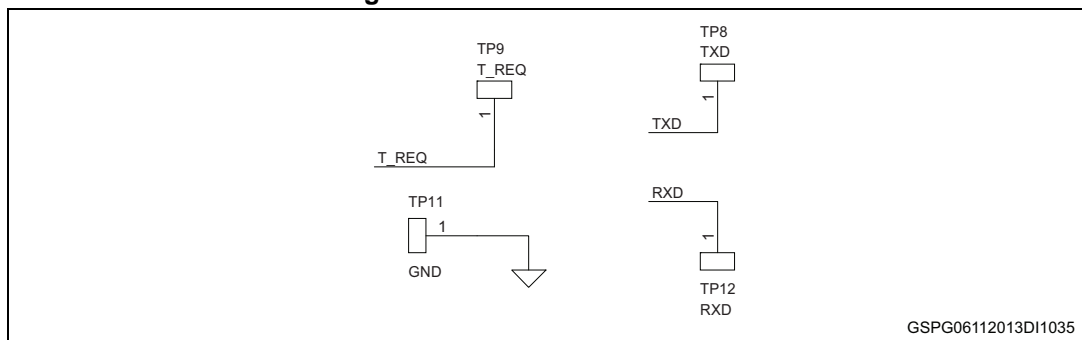 TP9
T_REQ
1
T_REQ
TP8
TXD
1
TXD
TP11
1
GND
RXD
1
TP12
RXD
GSPG06112013DI1035